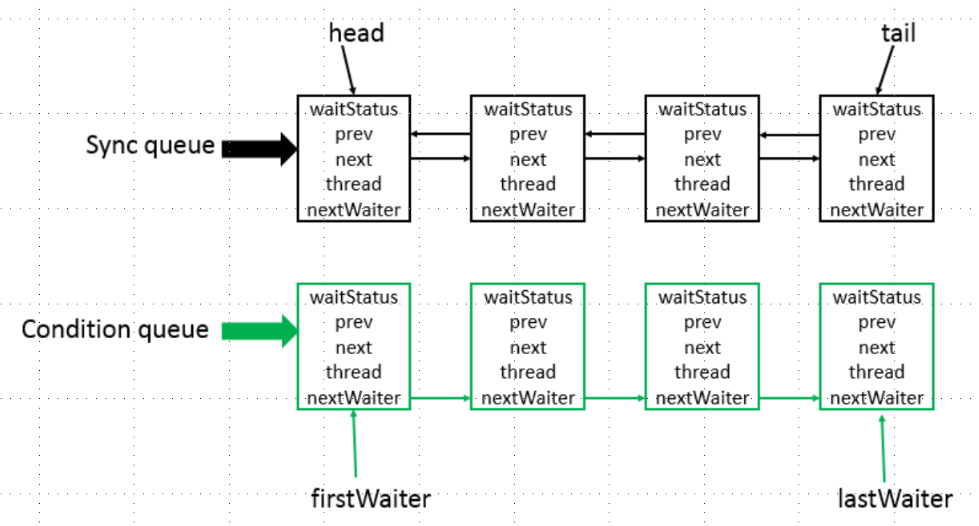 head
tail
Sync queue
waitStatus
prev
next
thread
nextWaiter
waitStatus
prev
next
thread
nextWaiter
waitStatus
prev
next
thread
nextWaiter
waitStatus
prev
next
thread
nextWaiter
Condition queue
waitStatus
prev
next
thread
nextWaiter
waitStatus
prev
next
thread
nextWaiter
waitStatus
prev
next
thread
nextWaiter
waitStatus
prev
next
thread
nextWaiter
firstWaiter
lastWaiter